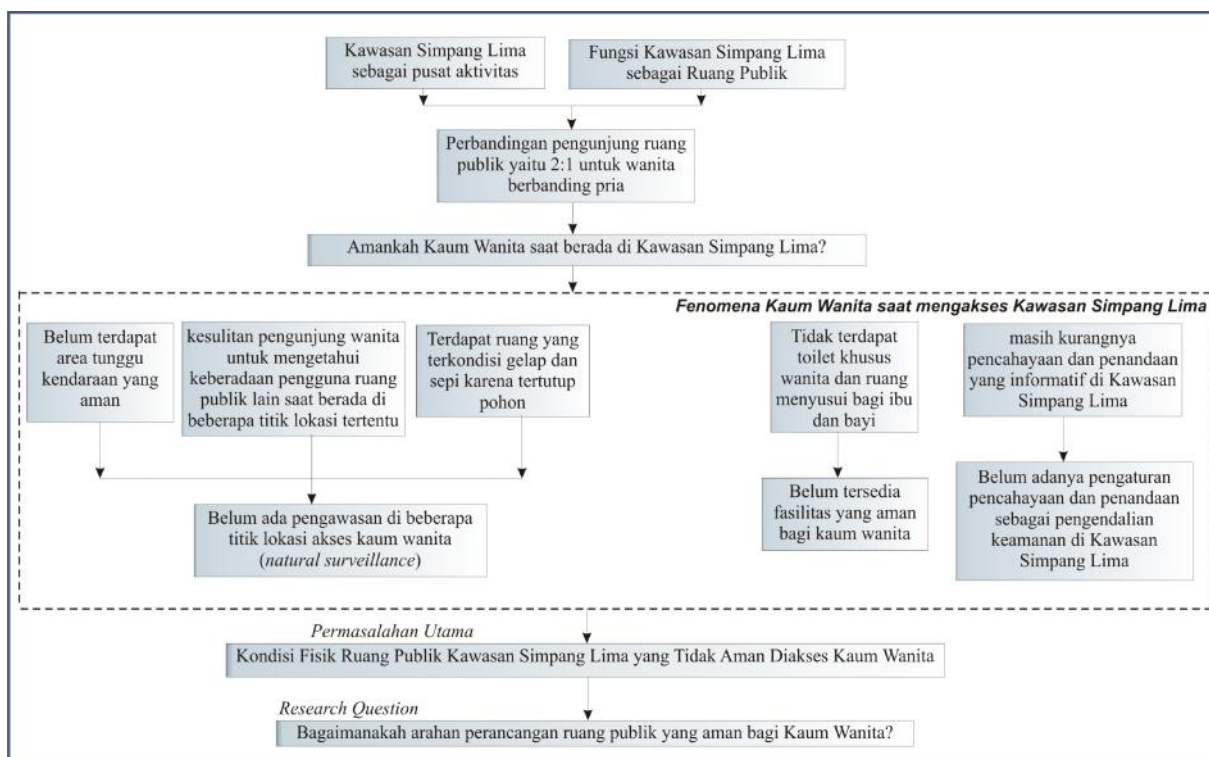 Kawasan Simpang Lima
sebagai pusat aktivitas
Fungsi Kawasan Simpang Lima
sebagai Ruang Publik
Perbandingan pengunjung ruang
publik yaitu 2:1 untuk wanita
berbanding pria
Amankah Kaum Wanita saat berada di Kawasan Simpang Lima?
Fenomena Kaum Wanita saat mengakses Kawasan Simpang Lima
Belum terdapat
area tunggu
kendaraan yang
aman
kesulitan pengunjung wanita
untuk mengetahui
keberadaan pengguna ruang
publik lain saat berada di
beberapa titik lokasi tertentu
Terdapat ruang yang
terkondisi gelap dan
sepi karena tertutup
pohon
Tidak terdapat
toilet khusus
wanita dan ruang
menyusui bagi ibu
dan bayi
masih kurangnya
pencahayaan dan penandaan
yang informatif di Kawasan
Simpang Lima
Belum ada pengawasan di beberapa
titik lokasi akses kaum wanita
(natural surveillance)
Belum tersedia
fasilitas yang aman
bagi kaum wanita
Belum adanya pengaturan
pencahayaan dan penandaan
sebagai pengendalian
keamanan di Kawasan
Simpang Lima
Permasalahan Utama
Kondisi Fisik Ruang Publik Kawasan Simpang Lima yang Tidak Aman Diakses Kaum Wanita
Research Question
Bagaimanakah arahan perancangan ruang publik yang aman bagi Kaum Wanita?